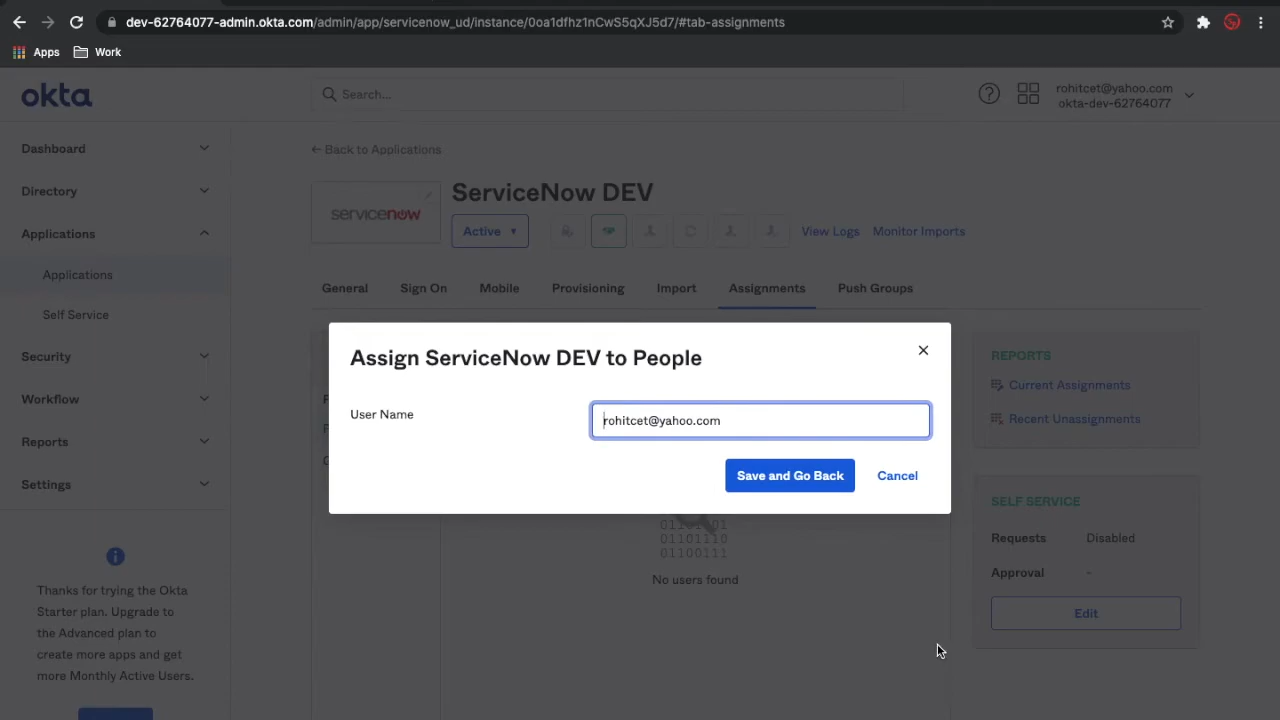 dev-62764077-admin.okta.com/admin/app/servicenow_ud/instance/0oa1dfhz1nCwS5qXJ5d7/#tab-assignments
Apps
Work
okta
Search...
rohitcet@yahoo.com
okta-dev-62764077
Dashboard
Directory
Applications
Applications
Self Service
Security
Workflow
Reports
Settings
Thanks for trying the Okta
Starter plan. Upgrade to
the Advanced plan to
create more apps and get
more Monthly Active Users.
← Back to Applications
servicenow
ServiceNow DEV
Active
View Logs
Monitor Imports
General
Sign On
Mobile
Provisioning
Import
Assignments
Push Groups
Assign ServiceNow DEV to People
User Name
rohitcet@yahoo.com
Save and Go Back
Cancel
01101110
01100111
No users found
REPORTS
Current Assignments
Recent Unassignments
SELF SERVICE
Requests
Disabled
Approval
-
Edit